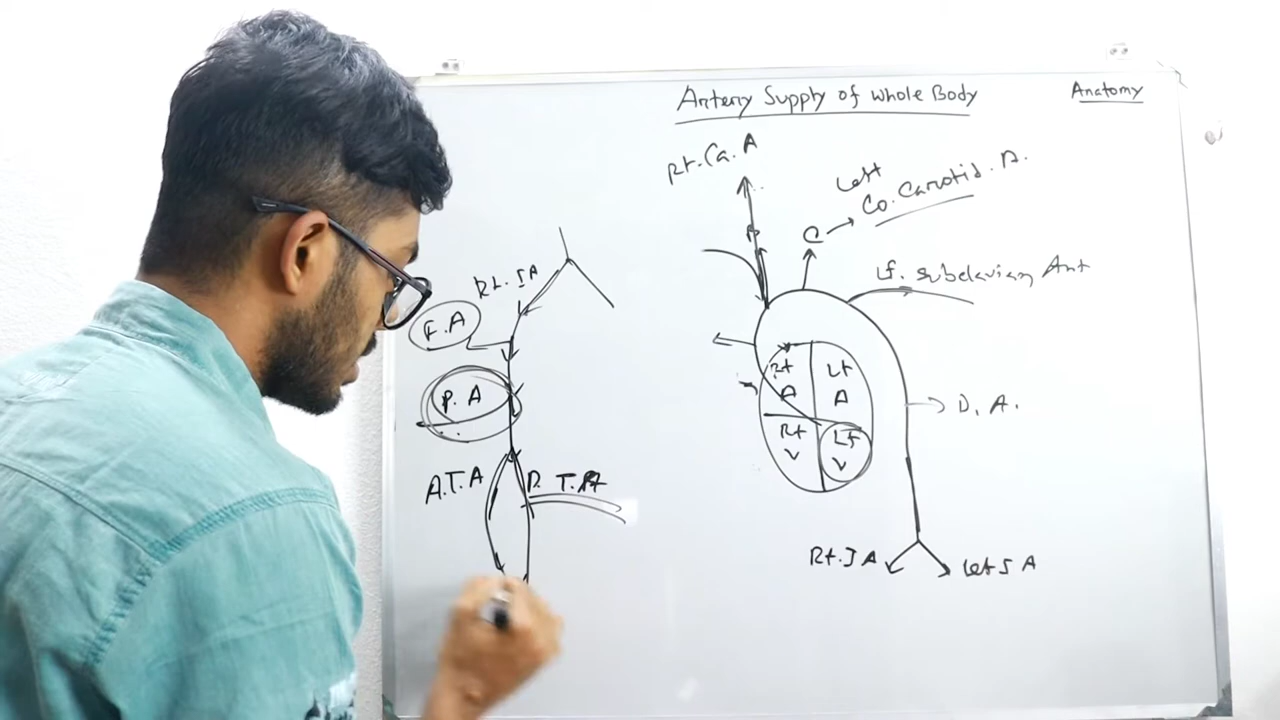 Artery Supply of Whole Body
Anatomy
Rt. Ca. A
Left
Co. Carotid. A.
Lf. subclavian Art
Rt. I A
F. A
P. A
A.T.A
P. T. A
Rt
A
Lt
A
Rt
V
Lf
V
D. A.
Rt. I A
Left I A